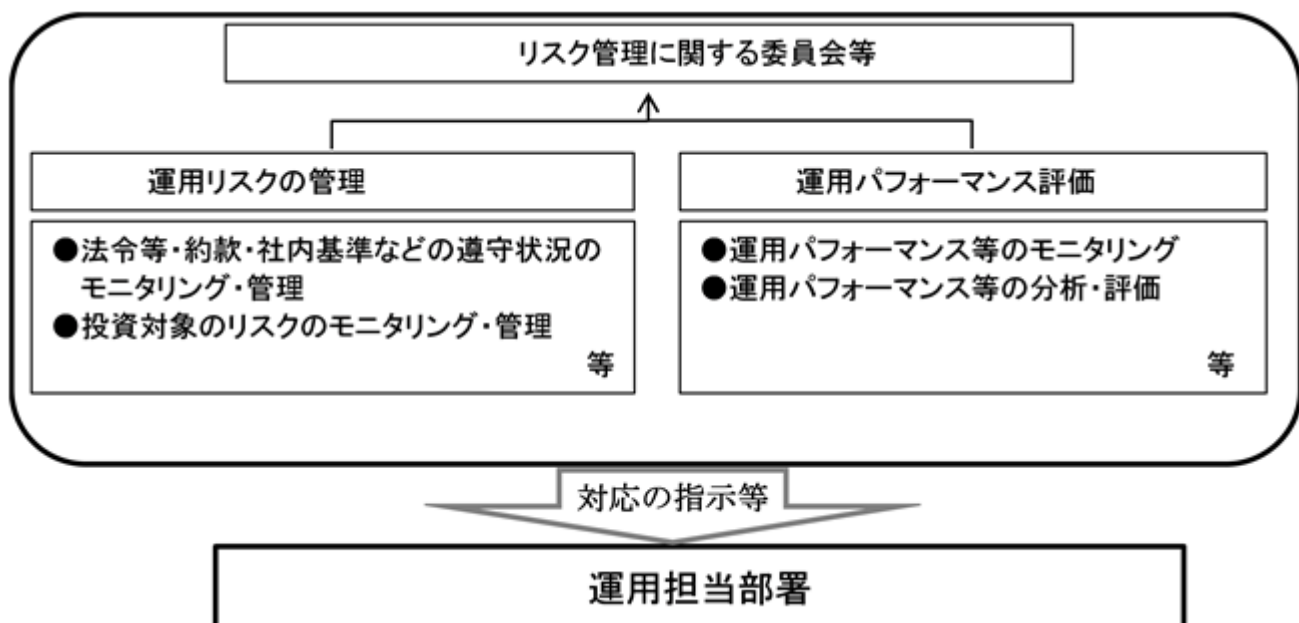 リスク管理に関する委員会等
運用リスクの管理
●法令等・約款・社内基準などの遵守状況の
モニタリング・管理
●投資対象のリスクのモニタリング・管理
等
運用パフォーマンス評価
●運用パフォーマンス等のモニタリング
●運用パフォーマンス等の分析・評価
等
対応の指示等
運用担当部署